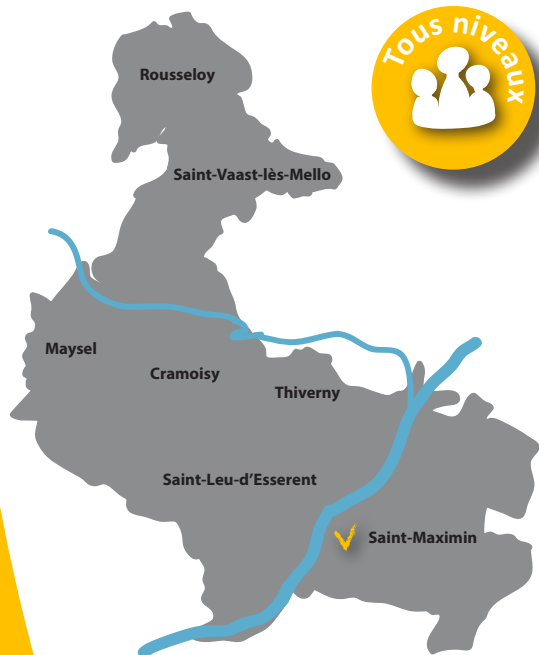 Tous niveaux
Rousseloy
Saint-Vaast-lès-Mello
Maysel
Cramoisy
Thiverny
Saint-Leu-d'Esserent
Saint-Maximin